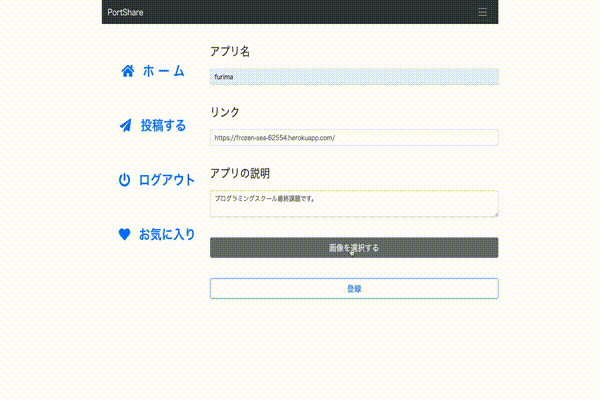 PortShare
アプリ名
ホーム
furima
リンク
投稿する
https://frozen-sea-62554.herokuapp.com/
アプリの説明
ログアウト
プログラミングスクール最終課題です。
お気に入り
画像を選択する
登録